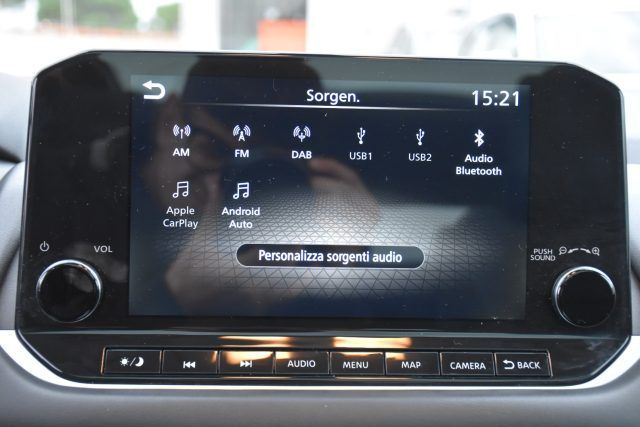 Sorgen.
15:21
AM
FM
DAB
USB1
USB2
Audio
Bluetooth
Apple
CarPlay
Android
Auto
Personalizza sorgenti audio
VOL
PUSH
SOUND
AUDIO
MENU
MAP
CAMERA
BACK